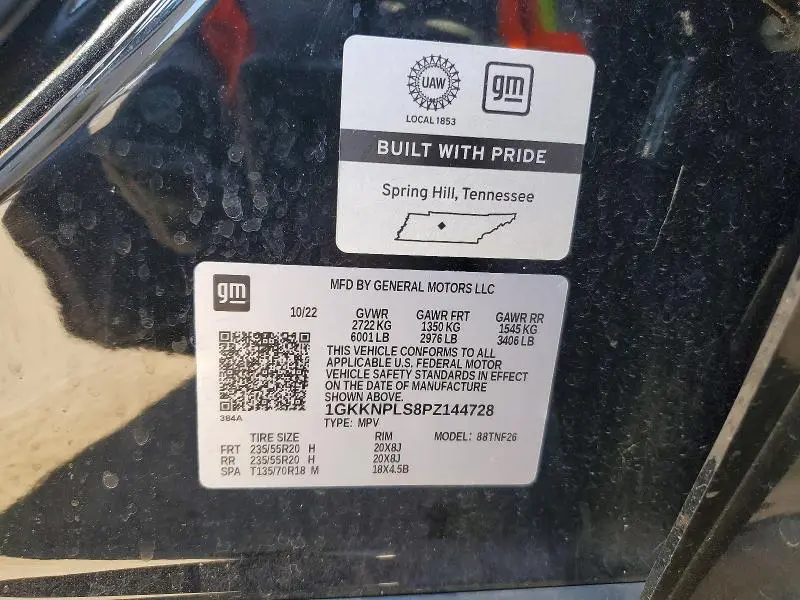 UAW
gm
LOCAL 1853
BUILT WITH PRIDE
Spring Hill, Tennessee
gm
MFD BY GENERAL MOTORS LLC
10/22 GVWR GAWR FRT GAWR RR
2722 KG 1350 KG 1545 KG
6001 LB 2976 LB 3406 LB
THIS VEHICLE CONFORMS TO ALL
APPLICABLE U.S. FEDERAL MOTOR
VEHICLE SAFETY STANDARDS IN EFFECT
ON THE DATE OF MANUFACTURE
SHOWN ABOVE.
384A
1GKKNPLS8PZ144728
TYPE: MPV
TIRE SIZE RIM MODEL: 88TNF26
FRT 235/55R20 H 20X8J
RR 235/55R20 H 20X8J
SPA T135/70R18 M 18X4.5B